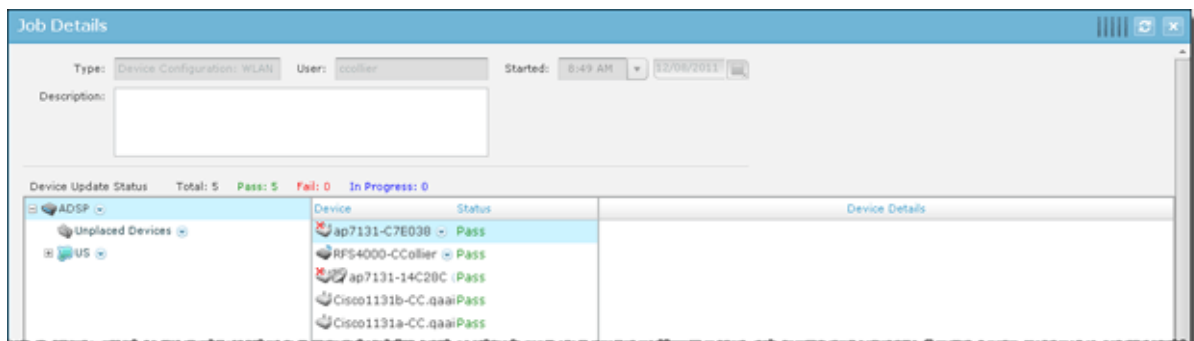 Job Details
Type: Device Configuration: WLAN User: ccollier Started: 8:49 AM 12/08/2011
Description:
Device Update Status Total: 5 Pass: 5 Fail: 0 In Progress: 0
ADSP
Unplaced Devices
US
Device Status
ap7131-C7E038 Pass
RFS4000-CCollier Pass
ap7131-14C28C Pass
Cisco1131b-CC.qaai Pass
Cisco1131a-CC.qaai Pass
Device Details